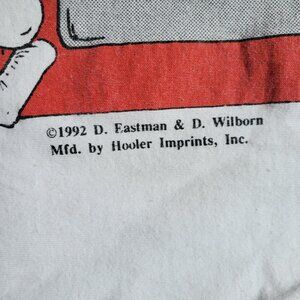 ©1992 D. Eastman & D. Wilborn
Mfd. by Hooler Imprints, Inc.